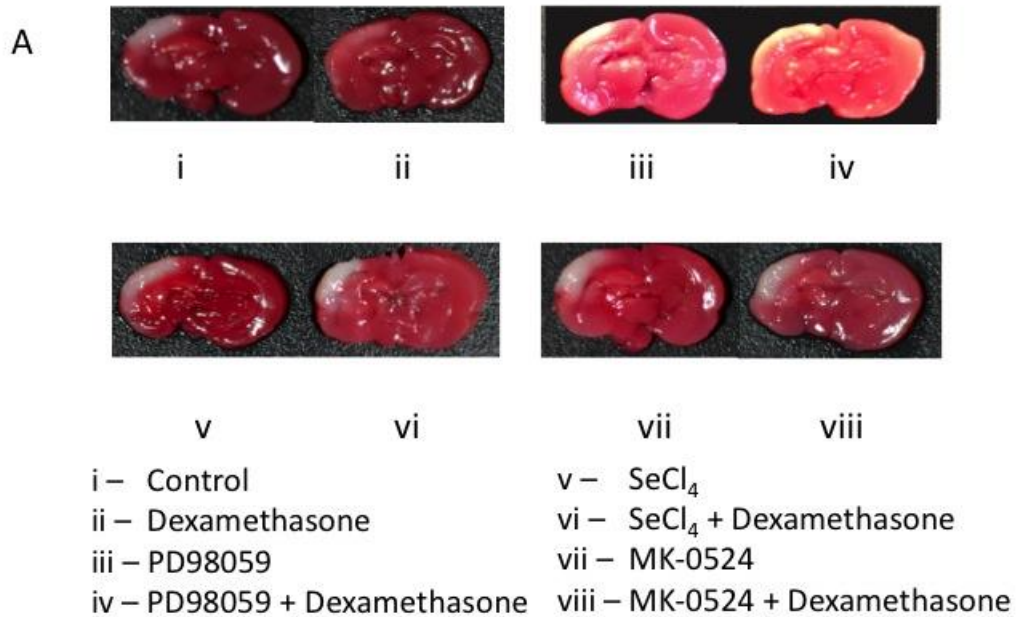 A
i ii iii iv
v vi vii viii
i – Control
ii – Dexamethasone
iii – PD98059
iv – PD98059 + Dexamethasone
v – SeCl₄
vi – SeCl₄ + Dexamethasone
vii – MK-0524
viii – MK-0524 + Dexamethasone